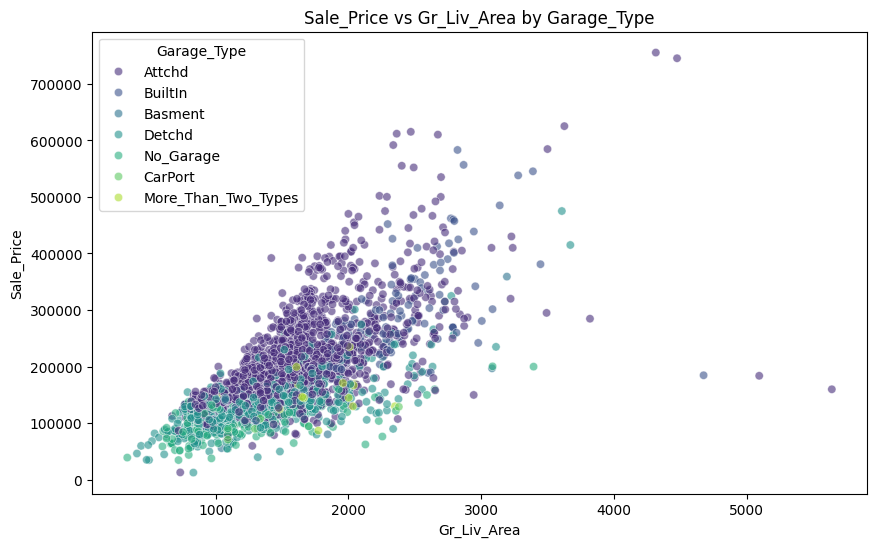 Sale_Price vs Gr_Liv_Area by Garage_Type
Garage_Type
Attchd
BuiltIn
Basment
Detchd
No_Garage
CarPort
More_Than_Two_Types
700000
600000
500000
400000
300000
200000
100000
0
Sale_Price
1000 2000 3000 4000 5000
Gr_Liv_Area